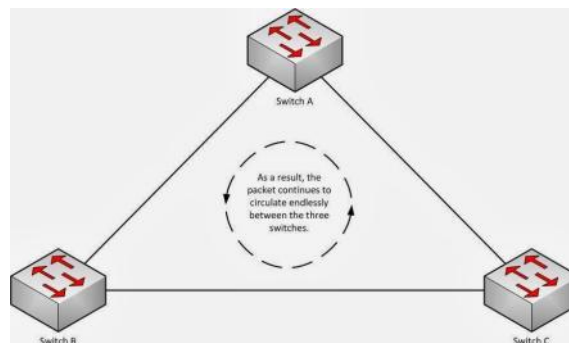 Switch A
As a result, the
packet continues to
circulate endlessly
between the three
switches.
Switch B
Switch C